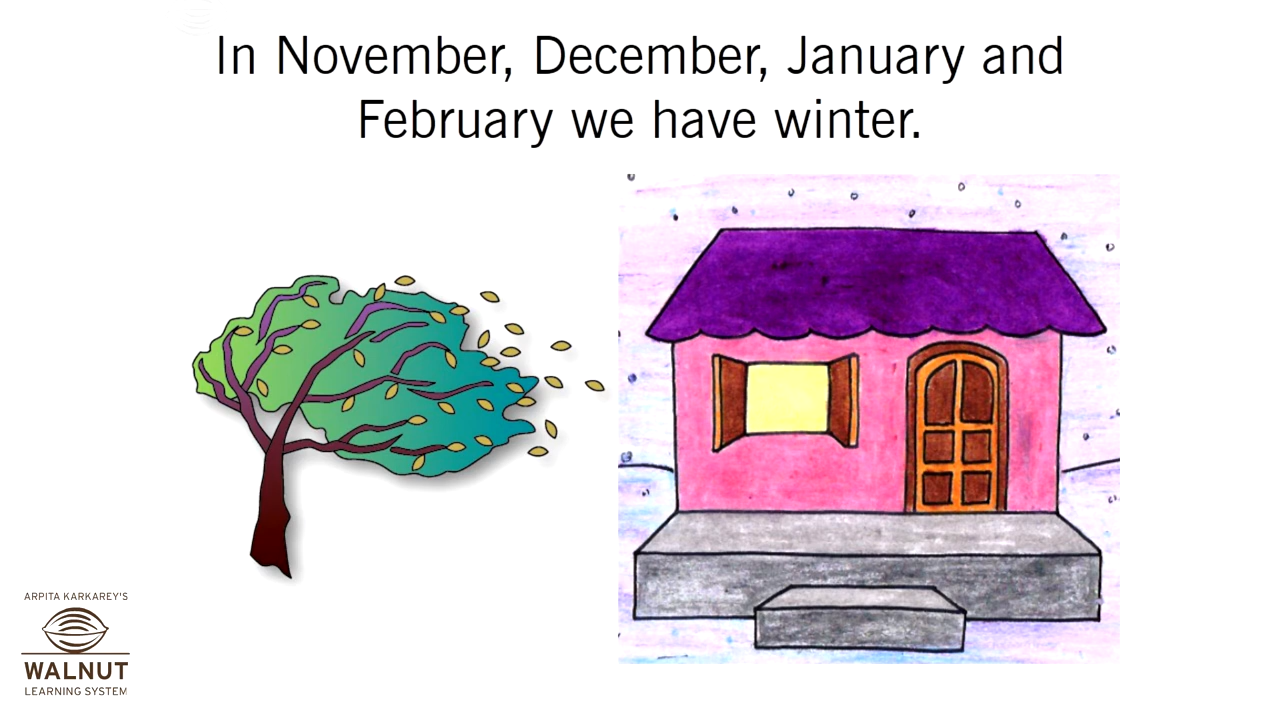 In November, December, January and
February we have winter.
ARPITA KARKAREY'S
WALNUT
LEARNING SYSTEM